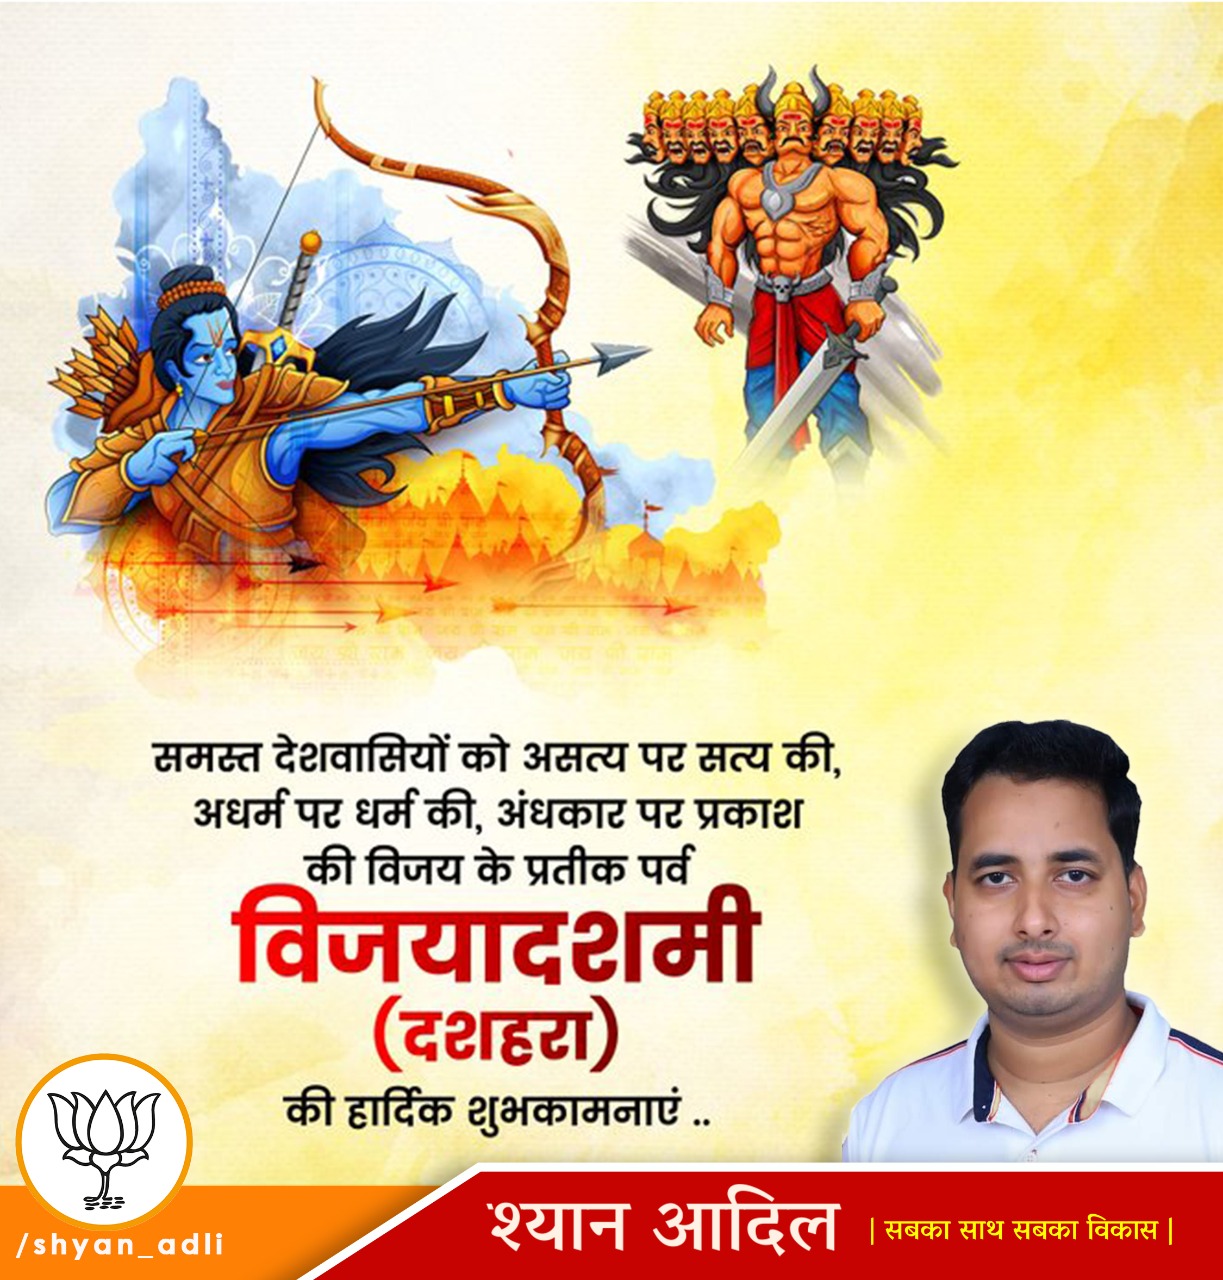 समस्त देशवासियों को असत्य पर सत्य की,
अधर्म पर धर्म की, अंधकार पर प्रकाश
की विजय के प्रतीक पर्व
विजयादशमी
(दशहरा)
की हार्दिक शुभकामनाएं ..
/shyan_adli
श्यान आदिल
| सबका साथ सबका विकास |